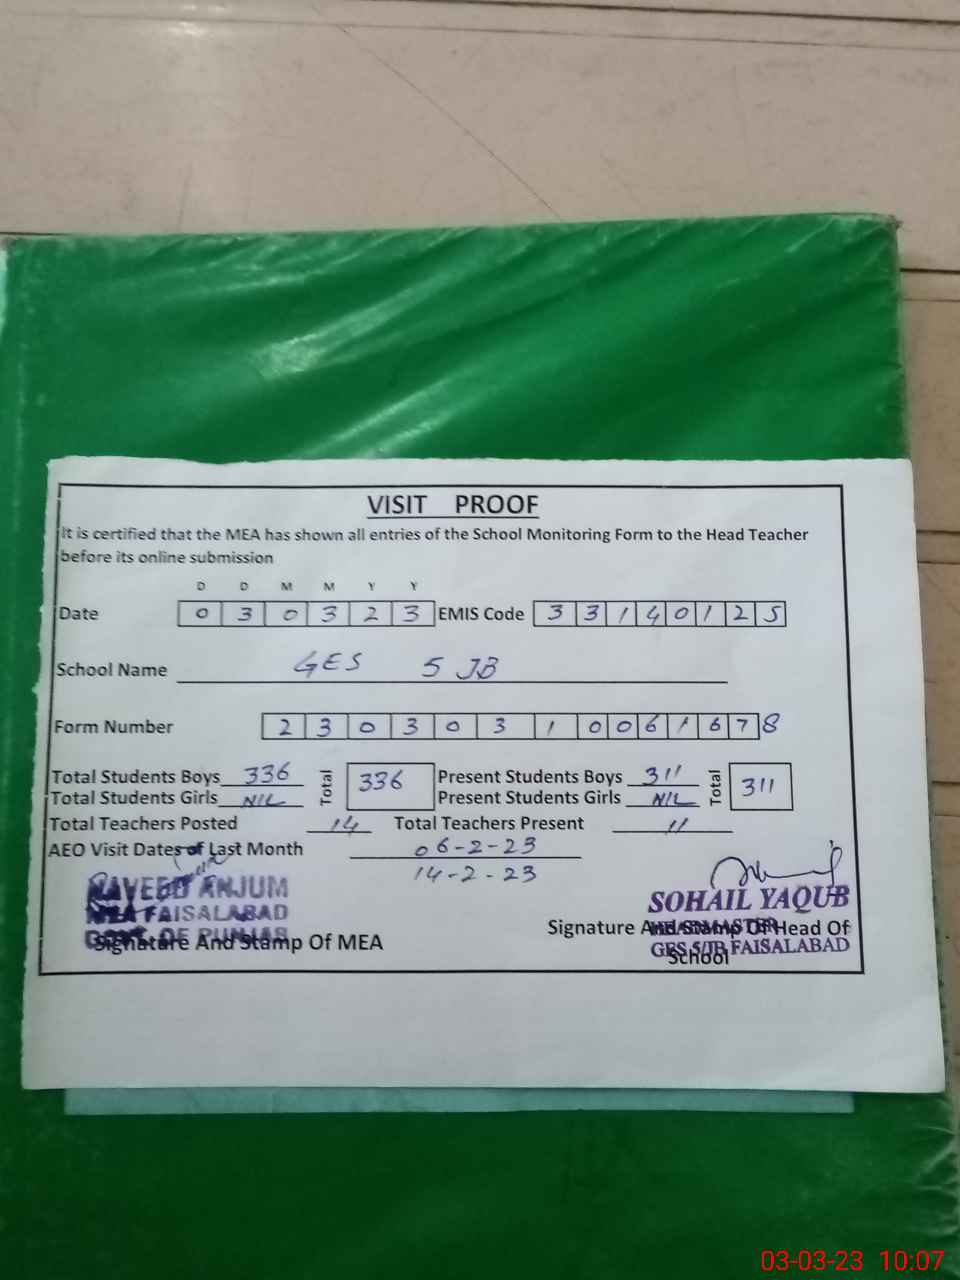 VISIT PROOF
It is certified that the MEA has shown all entries of the School Monitoring Form to the Head Teacher
before its online submission
D D M M Y Y
Date 0 3 0 3 2 3 EMIS Code 3 3 1 4 0 1 2 5
School Name GES 5 JB
Form Number 2 3 0 3 0 3 1 0 0 6 1 6 7 8
Total Students Boys 336 Total 336 Present Students Boys 311 Total 311
Total Students Girls NIL Present Students Girls NIL
Total Teachers Posted 14 Total Teachers Present 11
AEO Visit Dates of Last Month 06-2-23
14-2-23
NAVEED ANJUM
MEA FAISALABAD
GOVT. OF PUNJAB
Signature And Stamp Of MEA
SOHAIL YAQUB
HEADMASTER
GES 5/JB FAISALABAD
Signature And Stamp Of Head Of
School
03-03-23 10:07